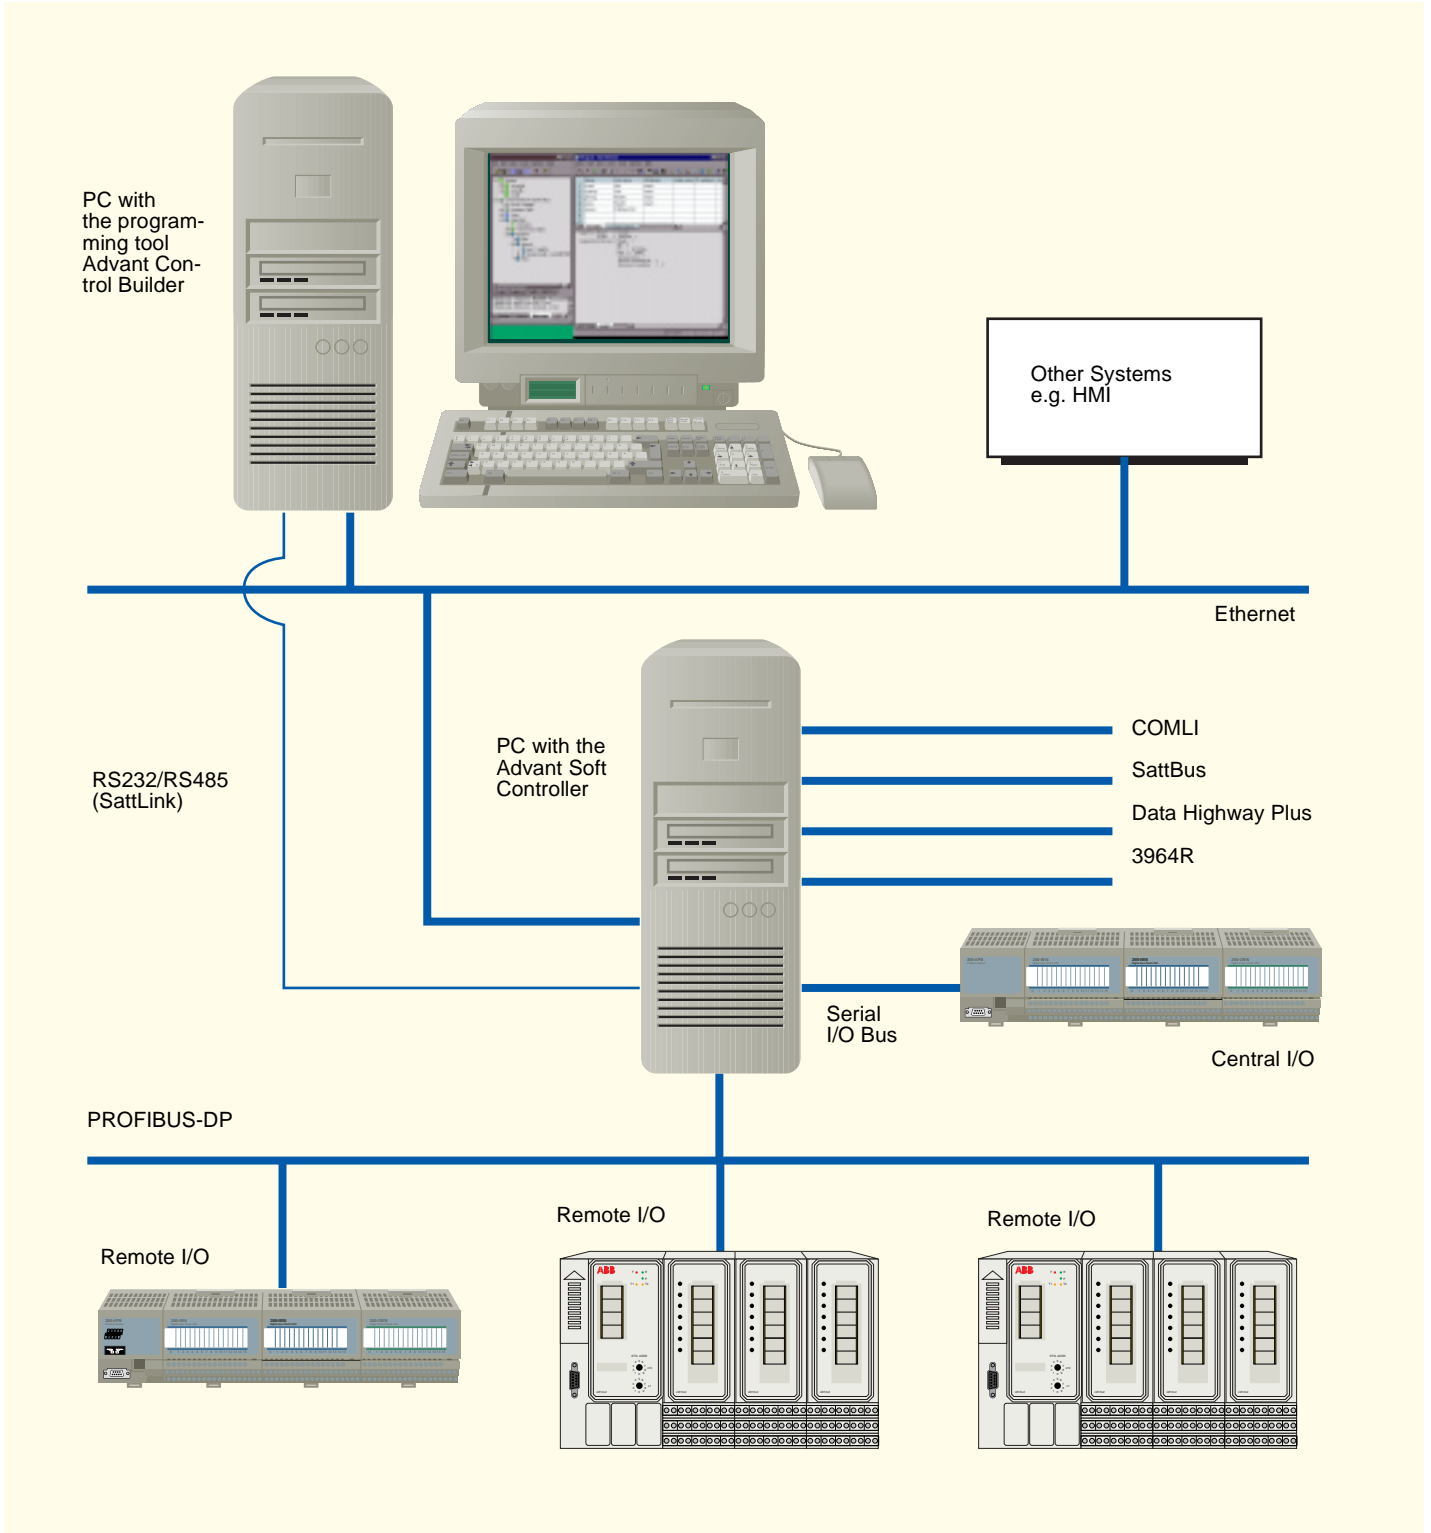 PC with
the program-
ming tool
Advant Con-
trol Builder
Other Systems
e.g. HMI
Ethernet
PC with the
Advant Soft
Controller
COMLI
SattBus
Data Highway Plus
3964R
RS232/RS485
(SattLink)
Serial
I/O Bus
Central I/O
PROFIBUS-DP
Remote I/O
Remote I/O
Remote I/O
ABB
ABB